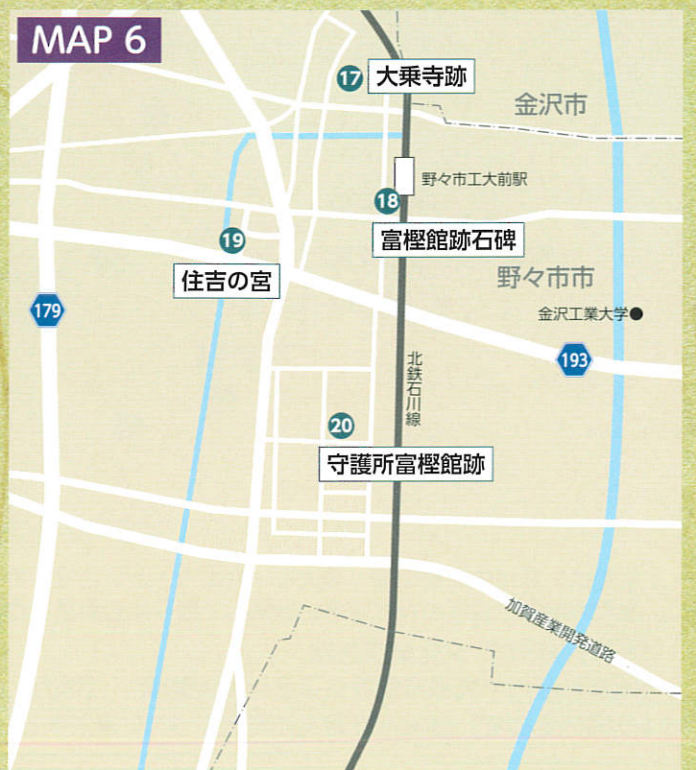 MAP 6
17 大乗寺跡
金沢市
野々市工大前駅
18
富樫館跡石碑
19
住吉の宮
野々市市
179
金沢工業大学●
193
北鉄石川線
20
守護所富樫館跡
加賀産業開発道路